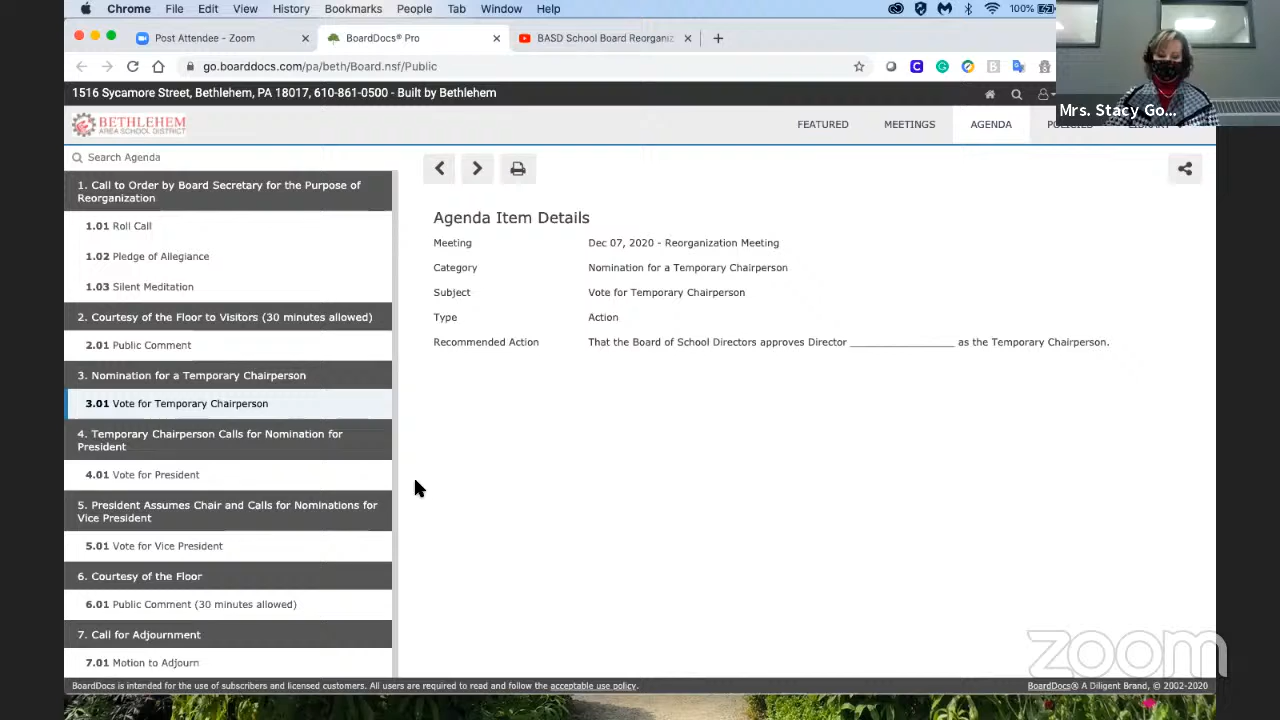 Chrome File Edit View History Bookmarks People Tab Window Help 100%
Post Attendee - Zoom
BoardDocs® Pro
BASD School Board Reorganiz
go.boarddocs.com/pa/beth/Board.nsf/Public
1516 Sycamore Street, Bethlehem, PA 18017, 610-861-0500 - Built by Bethlehem
Mrs. Stacy Go...
BETHLEHEM
AREA SCHOOL DISTRICT
FEATURED MEETINGS AGENDA POLICIES LIBRARY
Search Agenda
1. Call to Order by Board Secretary for the Purpose of
Reorganization
1.01 Roll Call
1.02 Pledge of Allegiance
1.03 Silent Meditation
2. Courtesy of the Floor to Visitors (30 minutes allowed)
2.01 Public Comment
3. Nomination for a Temporary Chairperson
3.01 Vote for Temporary Chairperson
4. Temporary Chairperson Calls for Nomination for
President
4.01 Vote for President
5. President Assumes Chair and Calls for Nominations for
Vice President
5.01 Vote for Vice President
6. Courtesy of the Floor
6.01 Public Comment (30 minutes allowed)
7. Call for Adjournment
7.01 Motion to Adjourn
Agenda Item Details
Meeting Dec 07, 2020 - Reorganization Meeting
Category Nomination for a Temporary Chairperson
Subject Vote for Temporary Chairperson
Type Action
Recommended Action That the Board of School Directors approves Director __________________ as the Temporary Chairperson.
zoom
BoardDocs is intended for the use of subscribers and licensed customers. All users are required to read and follow the acceptable use policy.
BoardDocs® A Diligent Brand, © 2002-2020